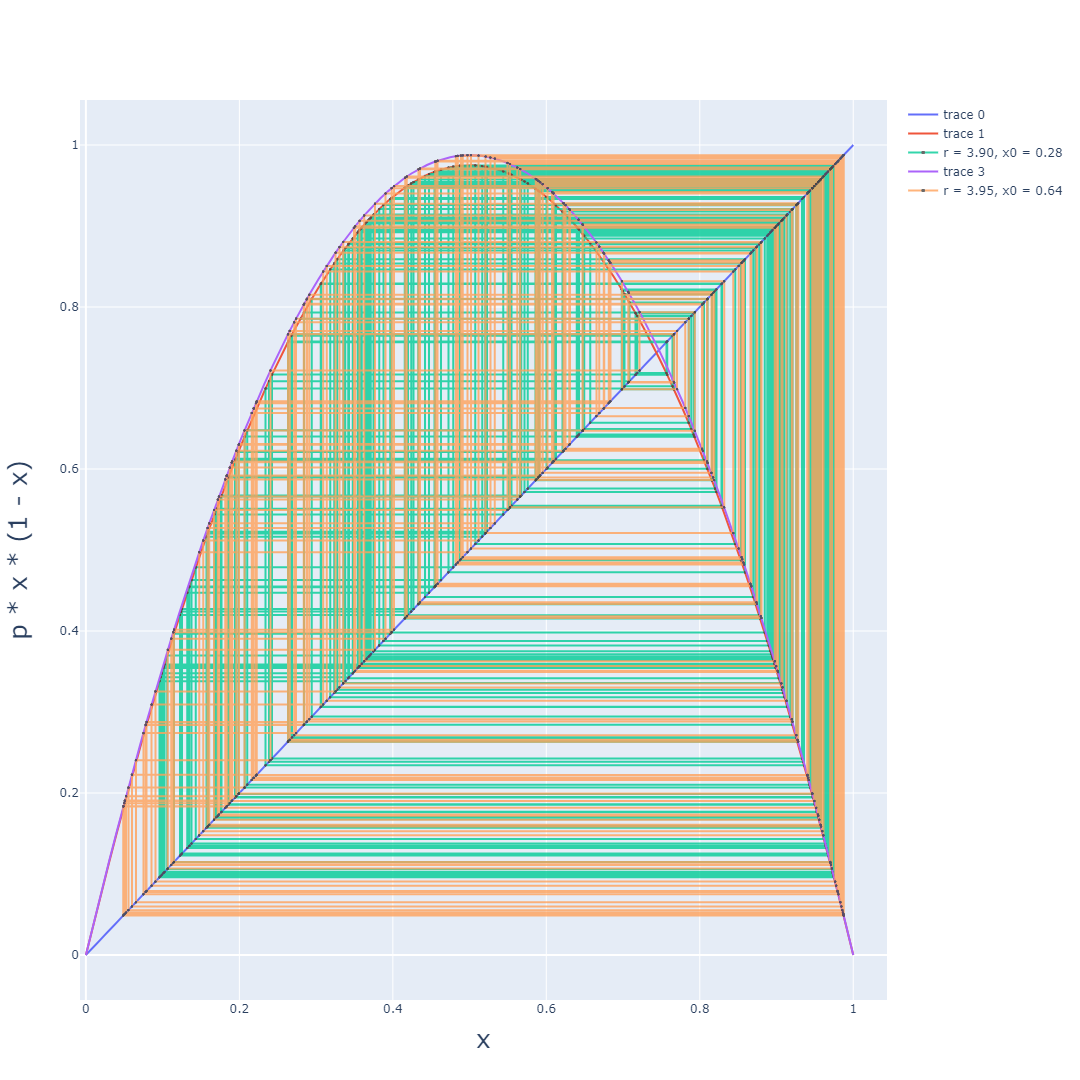 trace 0
trace 1
r = 3.90, x0 = 0.28
trace 3
r = 3.95, x0 = 0.64
1
0.8
0.6
0.4
0.2
0
p * x * (1 - x)
0 0.2 0.4 0.6 0.8 1
x